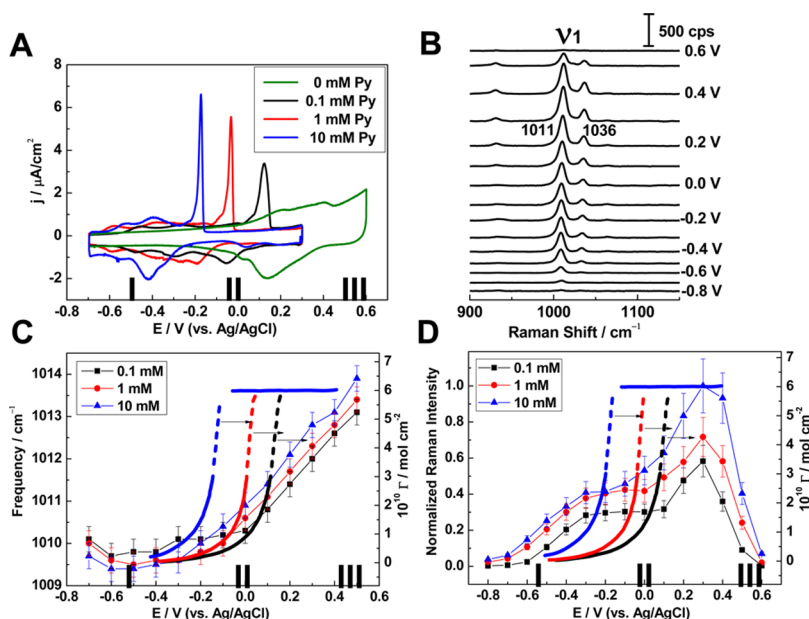 A
j / μA/cm²
8
6
4
2
0
-2
0 mM Py
0.1 mM Py
1 mM Py
10 mM Py
-0.8 -0.6 -0.4 -0.2 0.0 0.2 0.4 0.6
E / V (vs. Ag/AgCl)
B
ν1
500 cps
0.6 V
0.4 V
1011 1036
0.2 V
0.0 V
-0.2 V
-0.4 V
-0.6 V
-0.8 V
900 1000 1100
Raman Shift / cm⁻¹
C
Frequency / cm⁻¹
1014
1013
1012
1011
1010
1009
0.1 mM
1 mM
10 mM
7
6
5
4
3
2
1
0
10¹⁰ Γ / mol cm⁻²
-0.8 -0.6 -0.4 -0.2 0.0 0.2 0.4 0.6
E / V (vs. Ag/AgCl)
D
Normalized Raman Intensity
1.0
0.8
0.6
0.4
0.2
0.0
0.1 mM
1 mM
10 mM
7
6
5
4
3
2
1
0
10¹⁰ Γ / mol cm⁻²
-0.8 -0.6 -0.4 -0.2 0.0 0.2 0.4 0.6
E / V (vs. Ag/AgCl)